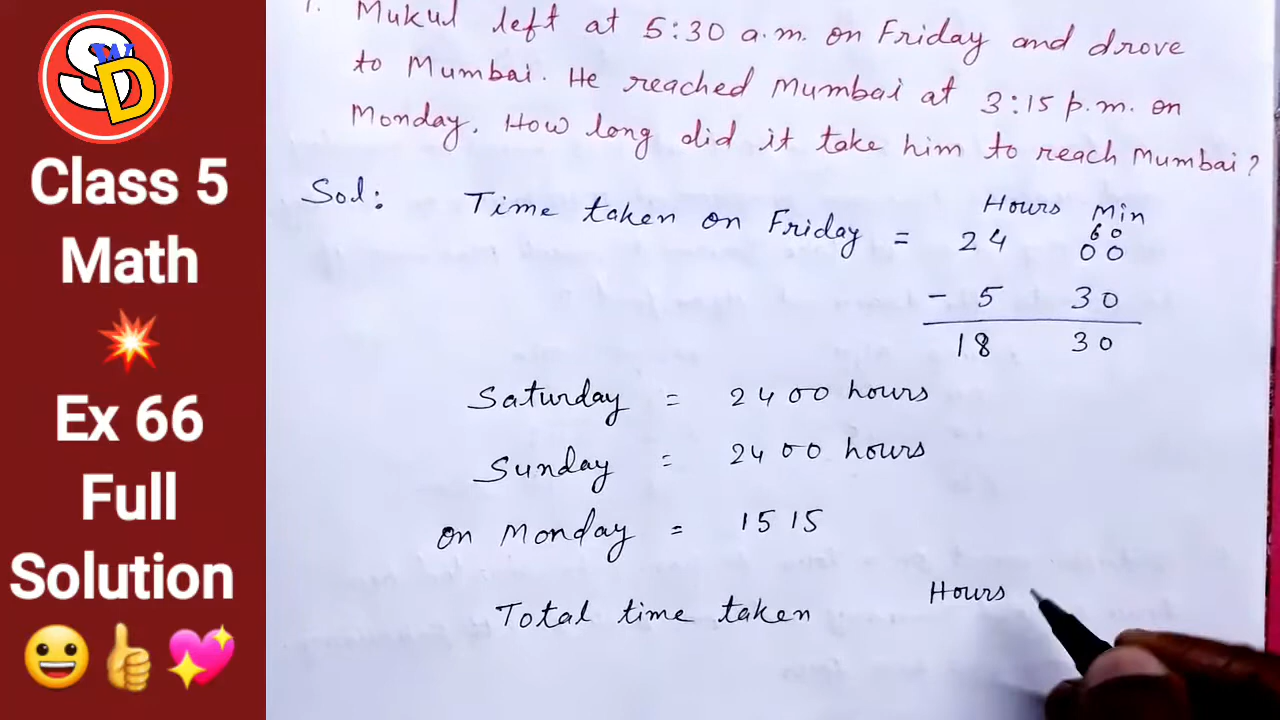 SWD
Class 5
Math
Ex 66
Full
Solution
1. Mukul left at 5:30 a.m. on Friday and drove
to Mumbai. He reached Mumbai at 3:15 p.m. on
Monday. How long did it take him to reach Mumbai?
Sol: Time taken on Friday = Hours Min
60
24 00
- 5 30
18 30
Saturday = 2400 hours
Sunday = 2400 hours
on Monday = 1515
Total time taken Hours